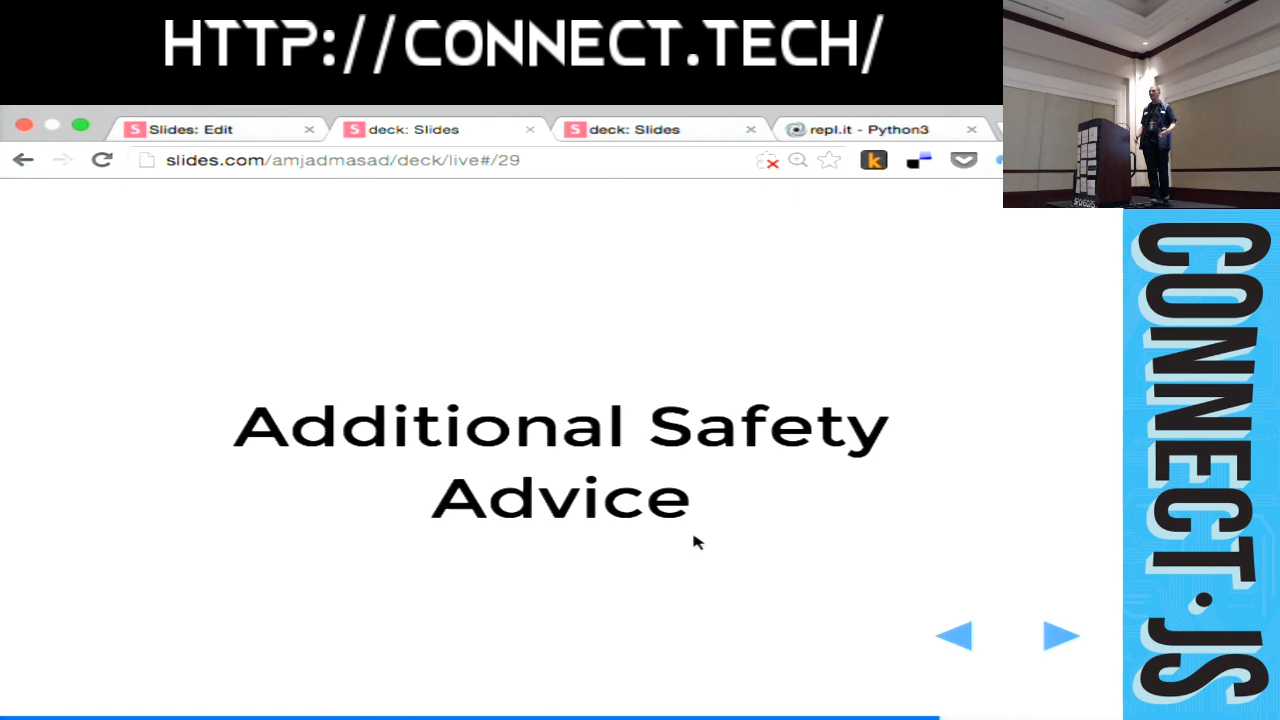 HTTP://CONNECT.TECH/
Slides: Edit
deck: Slides
deck: Slides
repl.it - Python3
slides.com/amjadmasad/deck/live#/29
Additional Safety
Advice
CONNECT·JS